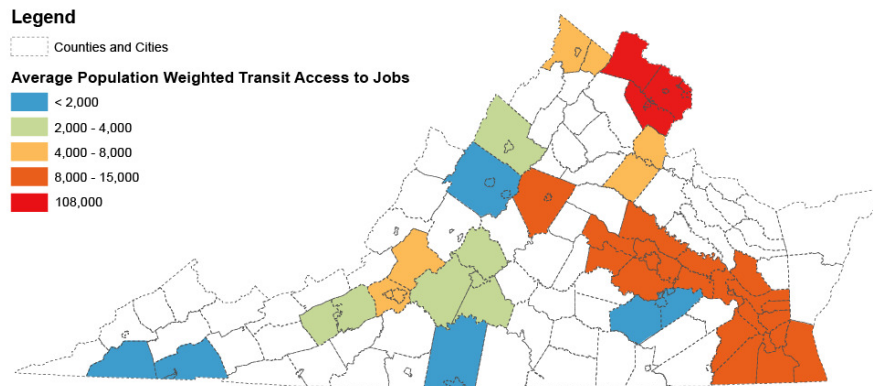 Legend
Counties and Cities
Average Population Weighted Transit Access to Jobs
< 2,000
2,000 - 4,000
4,000 - 8,000
8,000 - 15,000
108,000